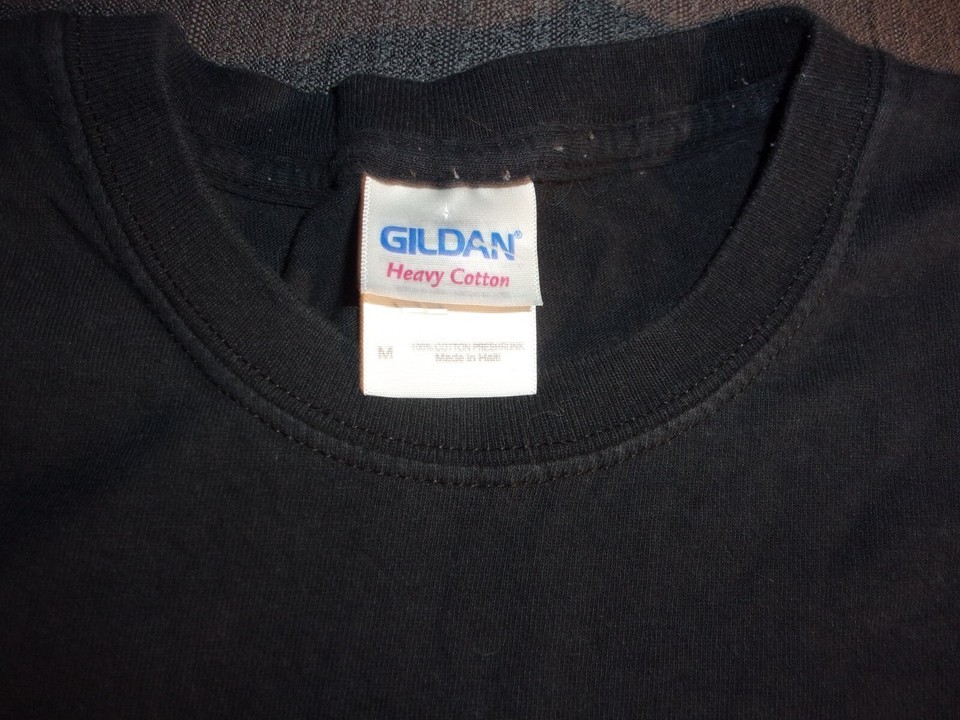 GILDAN®
Heavy Cotton
M
100% COTTON PRESHRUNK
Made in Haiti